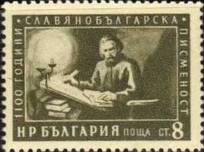 1100 ГОДИНИ
СЛАВЯНОБЪЛГАРСКА
ПИСМЕНОСТ
НР БЪЛГАРИЯ ПОЩА СТ. 8